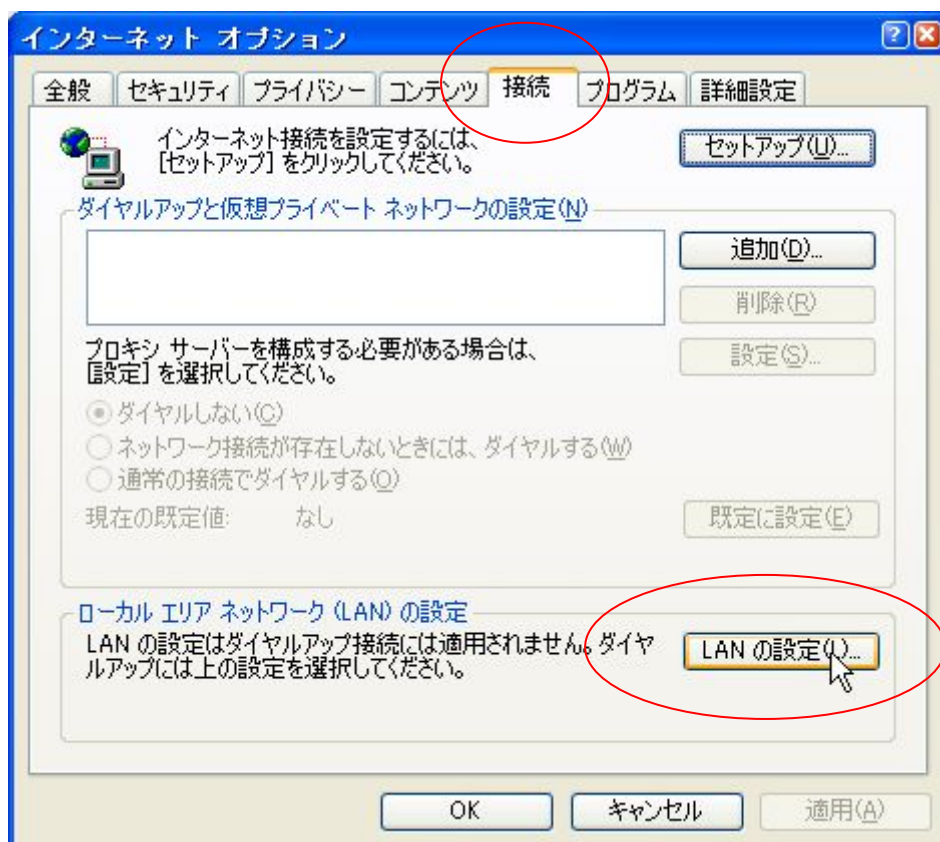 インターネット オプション
全般 セキュリティ プライバシー コンテンツ 接続 プログラム 詳細設定
インターネット接続を設定するには、
[セットアップ] をクリックしてください。
セットアップ(U)...
ダイヤルアップと仮想プライベート ネットワークの設定(N)
追加(D)...
削除(R)
プロキシ サーバーを構成する必要がある場合は、
[設定] を選択してください。
設定(S)...
ダイヤルしない(C)
ネットワーク接続が存在しないときには、ダイヤルする(W)
通常の接続でダイヤルする(O)
現在の既定値: なし
既定に設定(E)
ローカル エリア ネットワーク (LAN) の設定
LAN の設定はダイヤルアップ接続には適用されません。ダイヤ
ルアップには上の設定を選択してください。
LAN の設定(L)...
OK キャンセル 適用(A)